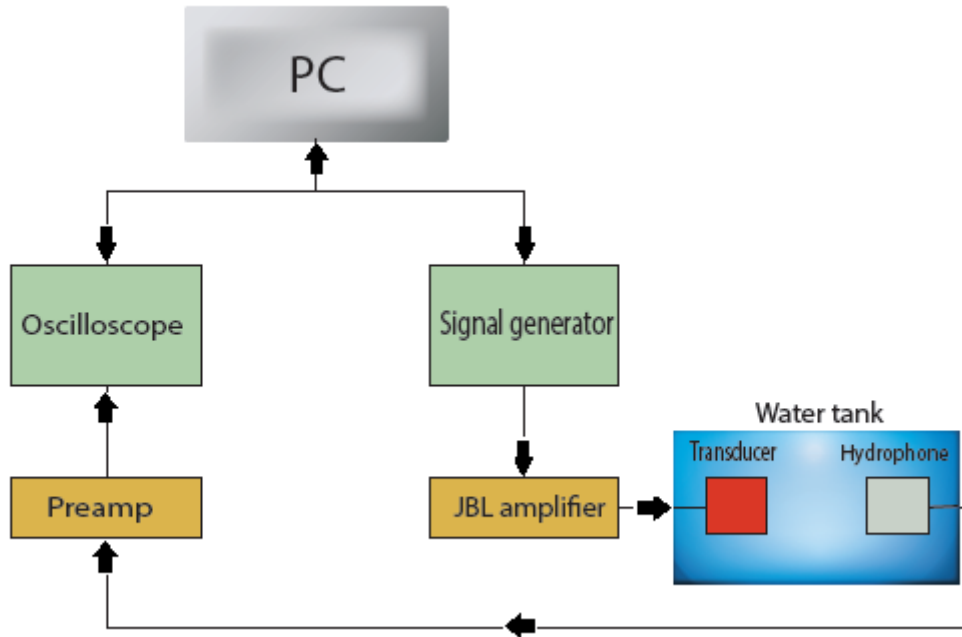 PC
Oscilloscope
Signal generator
Water tank
Transducer
Hydrophone
Preamp
JBL amplifier